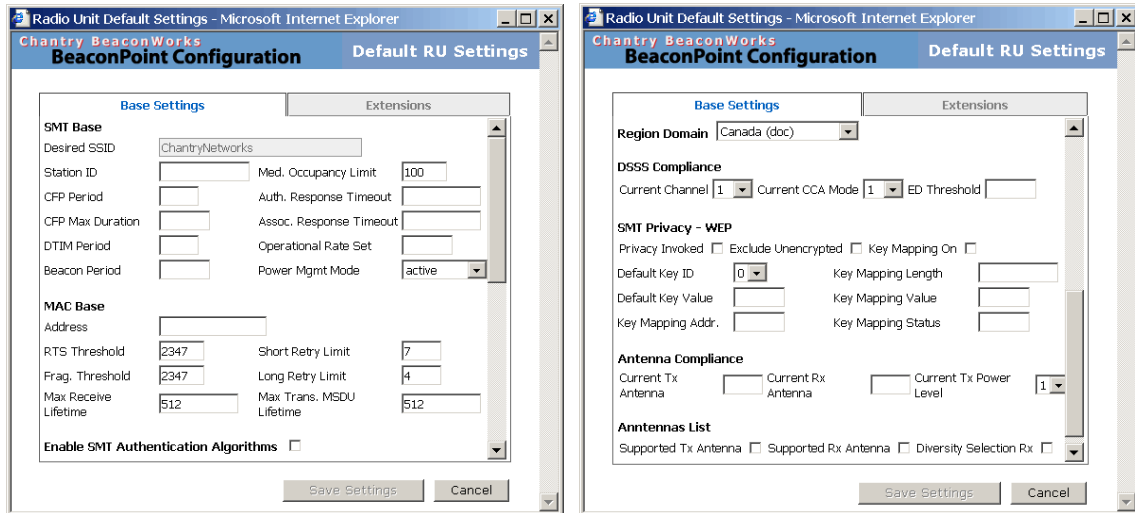 Radio Unit Default Settings - Microsoft Internet Explorer
Chantry BeaconWorks
BeaconPoint Configuration Default RU Settings
Base Settings Extensions
SMT Base
Desired SSID ChantryNetworks
Station ID Med. Occupancy Limit 100
CFP Period Auth. Response Timeout
CFP Max Duration Assoc. Response Timeout
DTIM Period Operational Rate Set
Beacon Period Power Mgmt Mode active
MAC Base
Address
RTS Threshold 2347 Short Retry Limit 7
Frag. Threshold 2347 Long Retry Limit 4
Max Receive Lifetime 512 Max Trans. MSDU Lifetime 512
Enable SMT Authentication Algorithms
Save Settings Cancel
Radio Unit Default Settings - Microsoft Internet Explorer
Chantry BeaconWorks
BeaconPoint Configuration Default RU Settings
Base Settings Extensions
Region Domain Canada (doc)
DSSS Compliance
Current Channel 1 Current CCA Mode 1 ED Threshold
SMT Privacy - WEP
Privacy Invoked Exclude Unencrypted Key Mapping On
Default Key ID 0 Key Mapping Length
Default Key Value Key Mapping Value
Key Mapping Addr. Key Mapping Status
Antenna Compliance
Current Tx Antenna Current Rx Antenna Current Tx Power Level 1
Anntennas List
Supported Tx Antenna Supported Rx Antenna Diversity Selection Rx
Save Settings Cancel